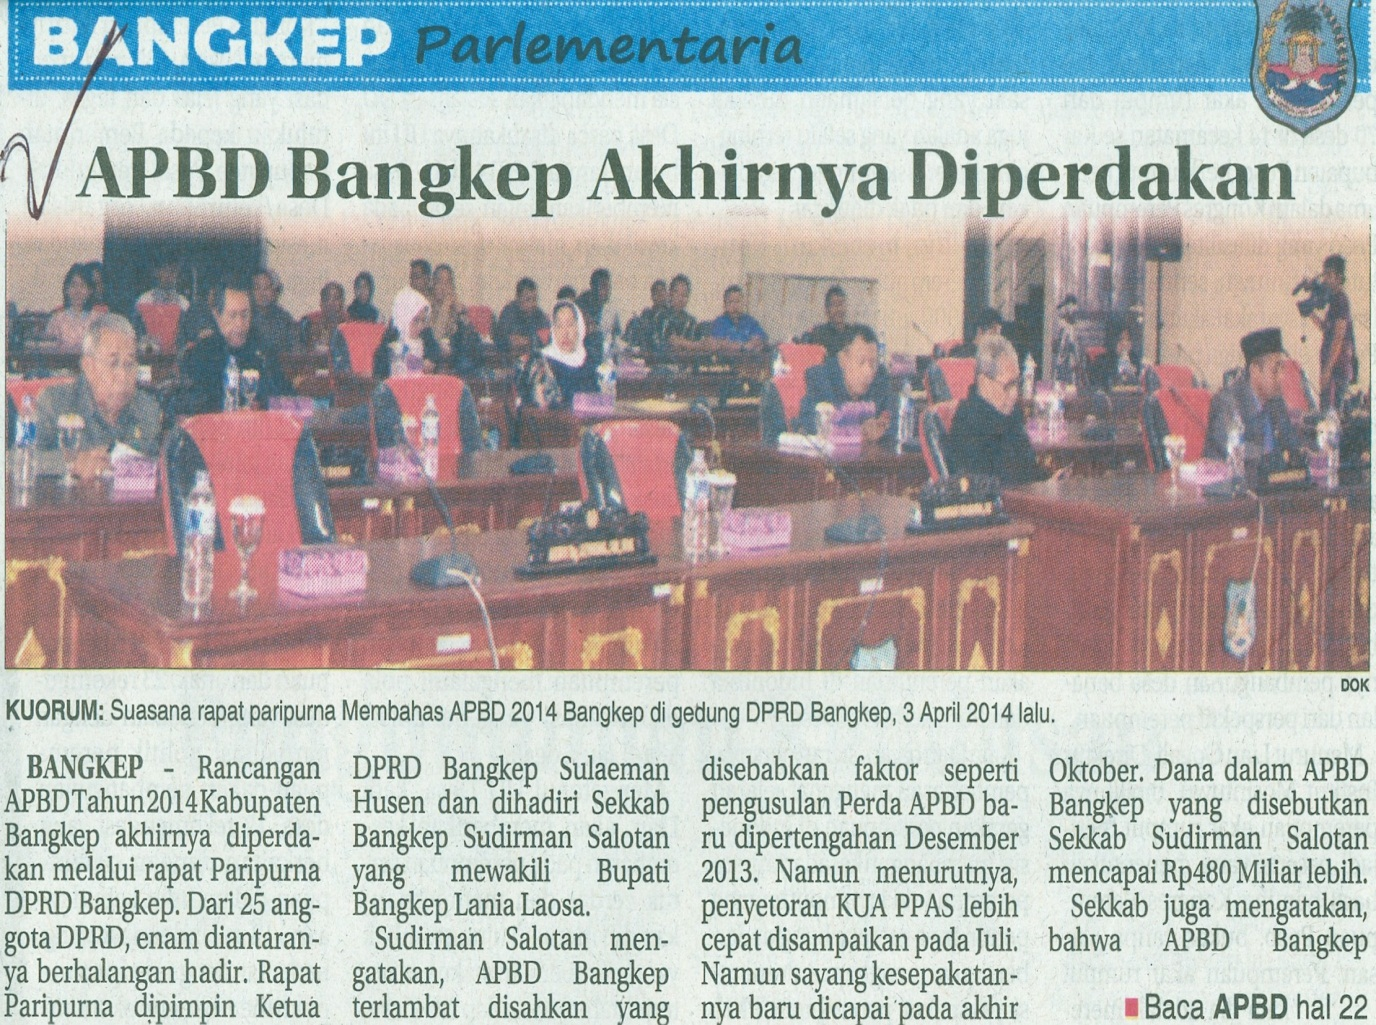 BANGKEP Parlementaria
APBD Bangkep Akhirnya Diperdakan
DOK
KUORUM: Suasana rapat paripurna Membahas APBD 2014 Bangkep di gedung DPRD Bangkep, 3 April 2014 lalu.
BANGKEP – Rancangan
APBD Tahun 2014 Kabupaten
Bangkep akhirnya diperda-
kan melalui rapat Paripurna
DPRD Bangkep. Dari 25 ang-
gota DPRD, enam diantaran-
ya berhalangan hadir. Rapat
Paripurna dipimpin Ketua
DPRD Bangkep Sulaeman
Husen dan dihadiri Sekkab
Bangkep Sudirman Salotan
yang mewakili Bupati
Bangkep Lania Laosa.
Sudirman Salotan men-
gatakan, APBD Bangkep
terlambat disahkan yang
disebabkan faktor seperti
pengusulan Perda APBD ba-
ru dipertengahan Desember
2013. Namun menurutnya,
penyetoran KUA PPAS lebih
cepat disampaikan pada Juli.
Namun sayang kesepakatan-
nya baru dicapai pada akhir
Oktober. Dana dalam APBD
Bangkep yang disebutkan
Sekkab Sudirman Salotan
mencapai Rp480 Miliar lebih.
Sekkab juga mengatakan,
bahwa APBD Bangkep
Baca APBD hal 22